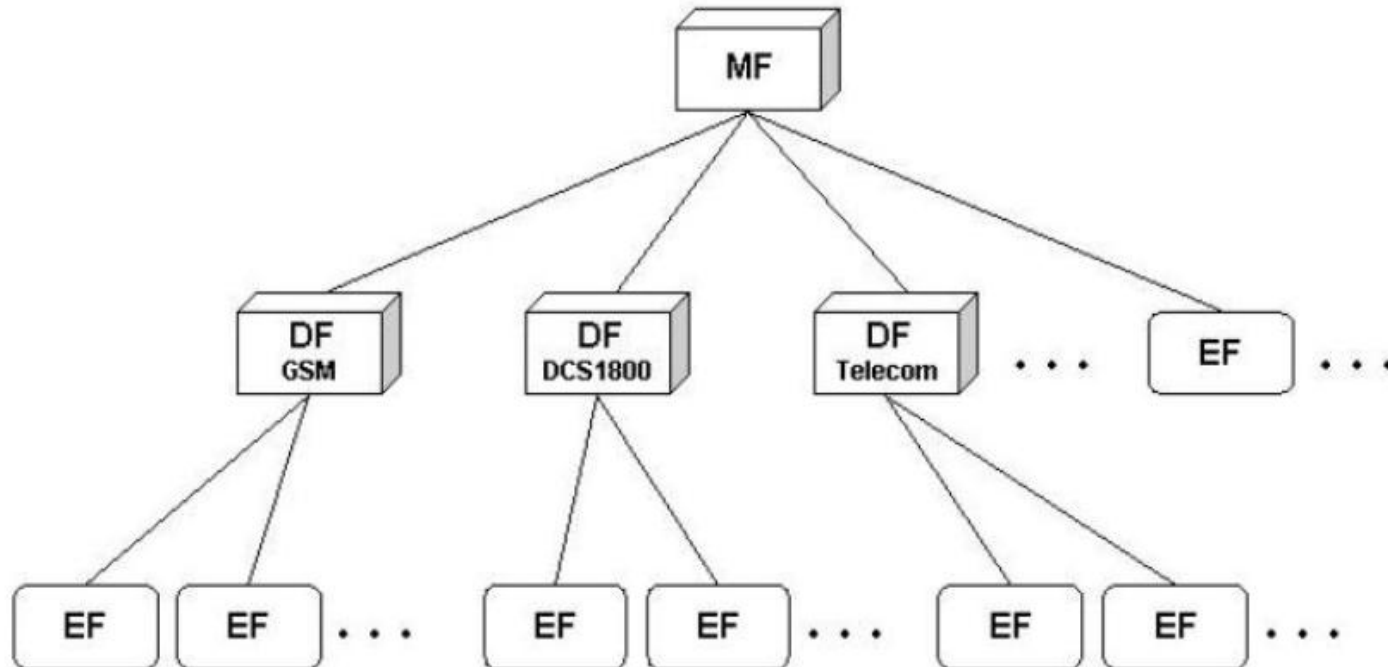 MF
DF
GSM
DF
DCS1800
DF
Telecom
. . .
EF
. . .
EF
EF
. . .
EF
EF
. . .
EF
EF
. . .